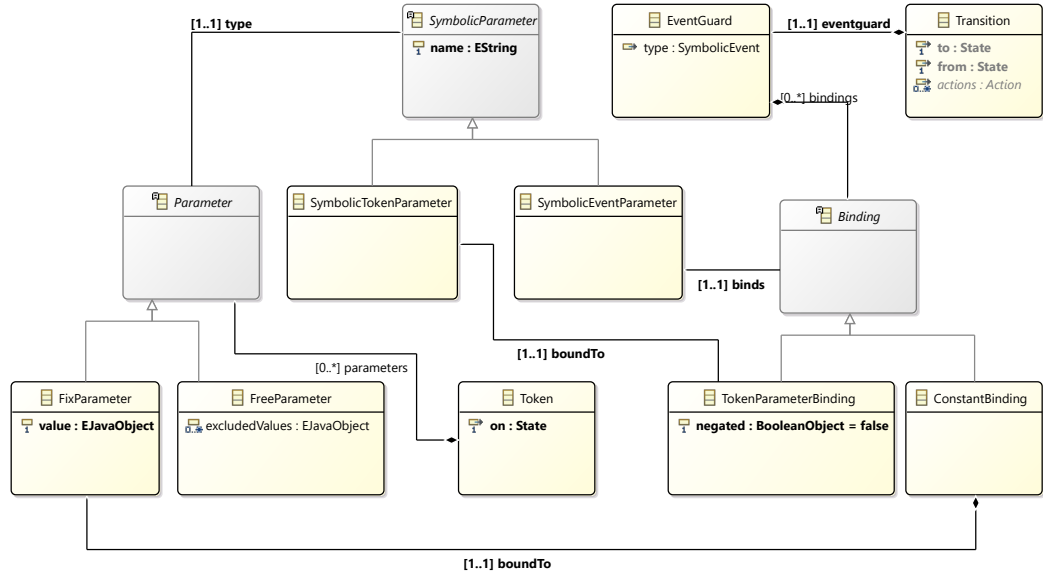 [1..1] type
SymbolicParameter
name : EString
EventGuard
type : SymbolicEvent
[1..1] eventguard
Transition
to : State
from : State
actions : Action
[0..*] bindings
Parameter
SymbolicTokenParameter
SymbolicEventParameter
Binding
[1..1] binds
[1..1] boundTo
[0..*] parameters
FixParameter
value : EJavaObject
FreeParameter
excludedValues : EJavaObject
Token
on : State
TokenParameterBinding
negated : BooleanObject = false
ConstantBinding
[1..1] boundTo